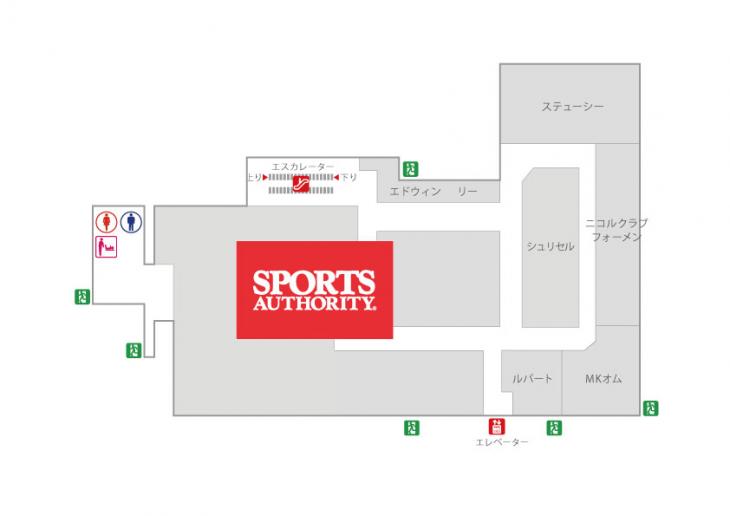 ステューシー
エスカレーター
上り
下り
エドウィン リー
ニコルクラブ
フォーメン
シュリセル
SPORTS
AUTHORITY®
ルパート
MKオム
エレベーター